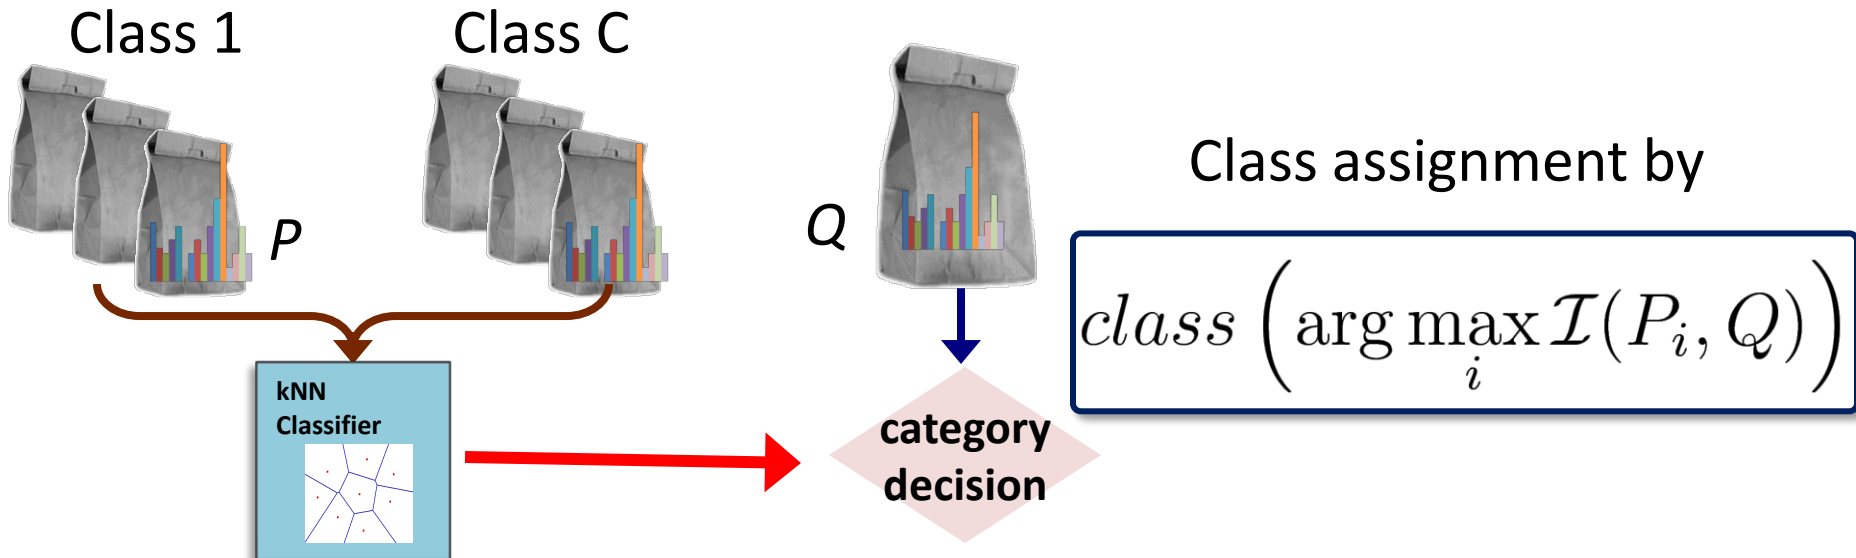 Class 1
Class C
P
Q
Class assignment by
class (arg max_i I(P_i, Q))
kNN
Classifier
category
decision